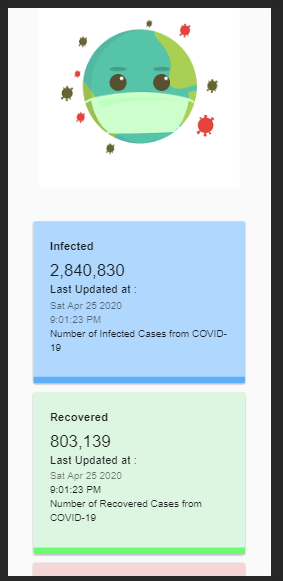 Infected
2,840,830
Last Updated at :
Sat Apr 25 2020
9:01:23 PM
Number of Infected Cases from COVID-
19
Recovered
803,139
Last Updated at :
Sat Apr 25 2020
9:01:23 PM
Number of Recovered Cases from
COVID-19